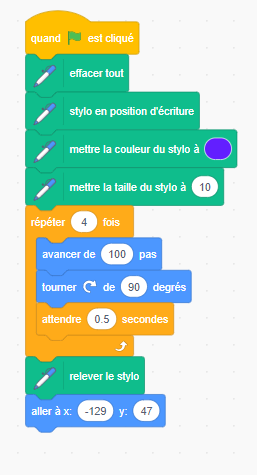 quand est cliqué
effacer tout
stylo en position d'écriture
mettre la couleur du stylo à
mettre la taille du stylo à 10
répéter 4 fois
avancer de 100 pas
tourner de 90 degrés
attendre 0.5 secondes
relever le stylo
aller à x: -129 y: 47